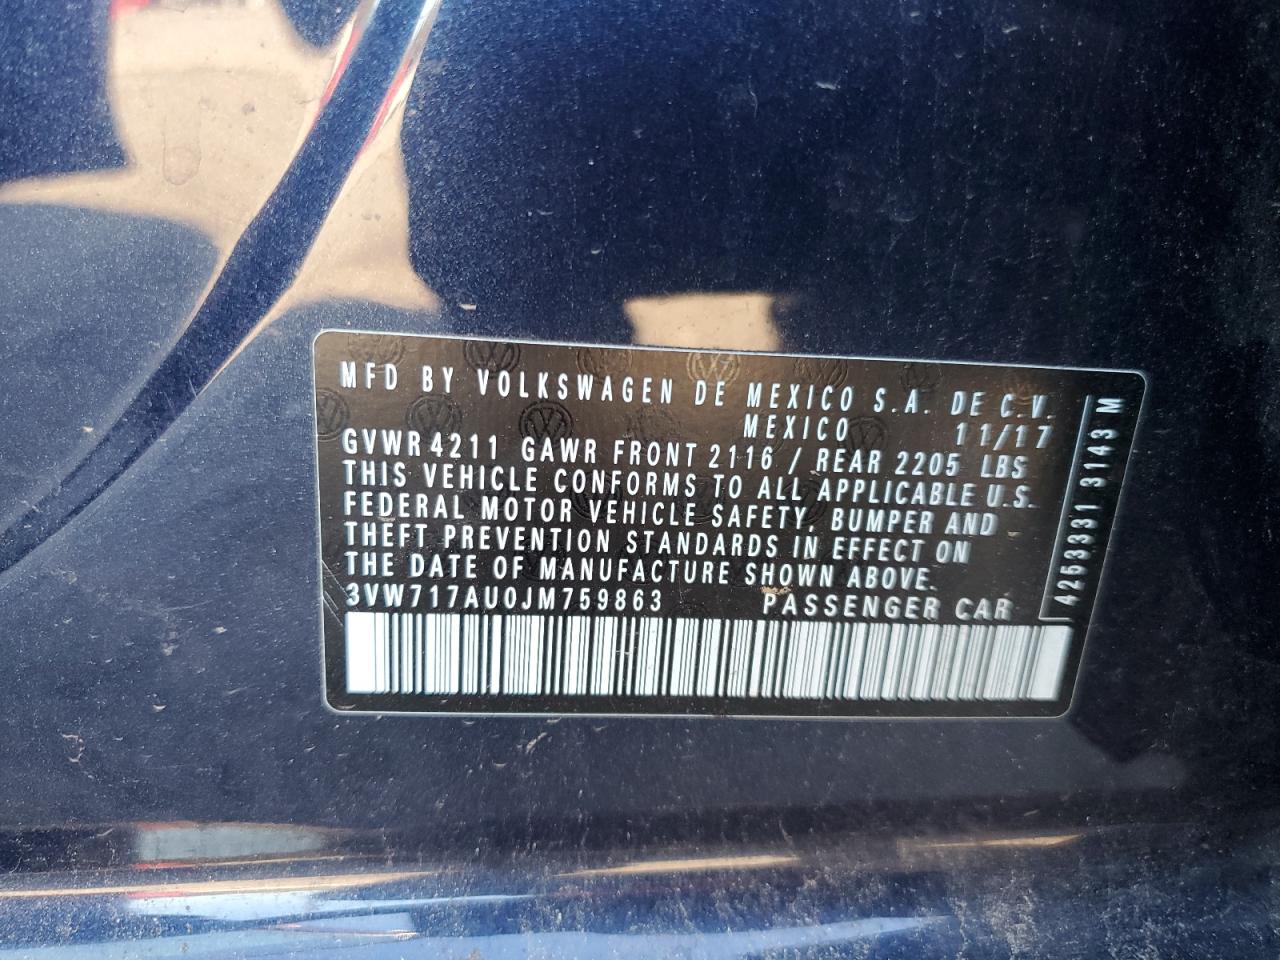 MFD BY VOLKSWAGEN DE MEXICO S.A. DE C.V.
MEXICO 11/17
GVWR 4211 GAWR FRONT 2116 / REAR 2205 LBS
THIS VEHICLE CONFORMS TO ALL APPLICABLE U.S.
FEDERAL MOTOR VEHICLE SAFETY, BUMPER AND
THEFT PREVENTION STANDARDS IN EFFECT ON
THE DATE OF MANUFACTURE SHOWN ABOVE.
3VW717AU0JM759863 PASSENGER CAR
4253331 3143 M